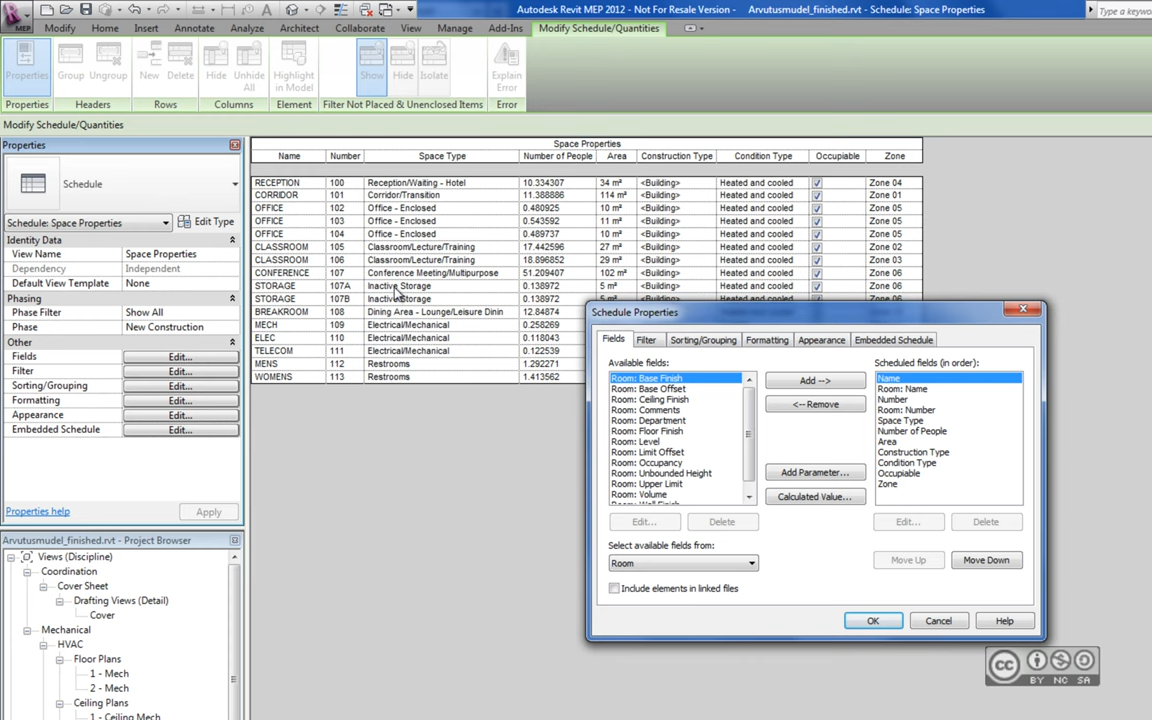 Autodesk Revit MEP 2012 - Not For Resale Version - Arvutusmudel_finished.rvt - Schedule: Space Properties
Type a keywo
MEP
Modify Home Insert Annotate Analyze Architect Collaborate View Manage Add-Ins Modify Schedule/Quantities
Properties Group Ungroup New Delete Hide Unhide All Highlight in Model Show Hide Isolate Explain Error
Properties Headers Rows Columns Element Filter Not Placed & Unenclosed Items Error
Modify Schedule/Quantities
Properties
Schedule
Schedule: Space Properties Edit Type
Identity Data
View Name Space Properties
Dependency Independent
Default View Template None
Phasing
Phase Filter Show All
Phase New Construction
Other
Fields Edit...
Filter Edit...
Sorting/Grouping Edit...
Formatting Edit...
Appearance Edit...
Embedded Schedule Edit...
Properties help Apply
Arvutusmudel_finished.rvt - Project Browser
Views (Discipline)
Coordination
Cover Sheet
Drafting Views (Detail)
Cover
Mechanical
HVAC
Floor Plans
1 - Mech
2 - Mech
Ceiling Plans
1 - Ceiling Mech
Space Properties
Name Number Space Type Number of People Area Construction Type Condition Type Occupiable Zone
RECEPTION 100 Reception/Waiting - Hotel 10.334307 34 m² <Building> Heated and cooled Zone 04
CORRIDOR 101 Corridor/Transition 11.388886 114 m² <Building> Heated and cooled Zone 01
OFFICE 102 Office - Enclosed 0.480925 10 m² <Building> Heated and cooled Zone 05
OFFICE 103 Office - Enclosed 0.543592 11 m² <Building> Heated and cooled Zone 05
OFFICE 104 Office - Enclosed 0.489737 10 m² <Building> Heated and cooled Zone 05
CLASSROOM 105 Classroom/Lecture/Training 17.442596 27 m² <Building> Heated and cooled Zone 02
CLASSROOM 106 Classroom/Lecture/Training 18.896852 29 m² <Building> Heated and cooled Zone 03
CONFERENCE 107 Conference Meeting/Multipurpose 51.209407 102 m² <Building> Heated and cooled Zone 06
STORAGE 107A Inactive Storage 0.138972 5 m² <Building> Heated and cooled Zone 06
STORAGE 107B Inactive Storage 0.138972 5 m² <Building> Heated and cooled Zone 06
BREAKROOM 108 Dining Area - Lounge/Leisure Dinin 12.84874
MECH 109 Electrical/Mechanical 0.258269
ELEC 110 Electrical/Mechanical 0.118043
TELECOM 111 Electrical/Mechanical 0.122539
MENS 112 Restrooms 1.292271
WOMENS 113 Restrooms 1.413562
Schedule Properties
Fields Filter Sorting/Grouping Formatting Appearance Embedded Schedule
Available fields:
Room: Base Finish
Room: Base Offset
Room: Ceiling Finish
Room: Comments
Room: Department
Room: Floor Finish
Room: Level
Room: Limit Offset
Room: Occupancy
Room: Unbounded Height
Room: Upper Limit
Room: Volume
Room: Wall Finish
Add -->
<-- Remove
Add Parameter...
Calculated Value...
Scheduled fields (in order):
Name
Room: Name
Number
Room: Number
Space Type
Number of People
Area
Construction Type
Condition Type
Occupiable
Zone
Edit... Delete Edit... Delete
Select available fields from:
Room
Move Up Move Down
Include elements in linked files
OK Cancel Help
cc
BY NC SA